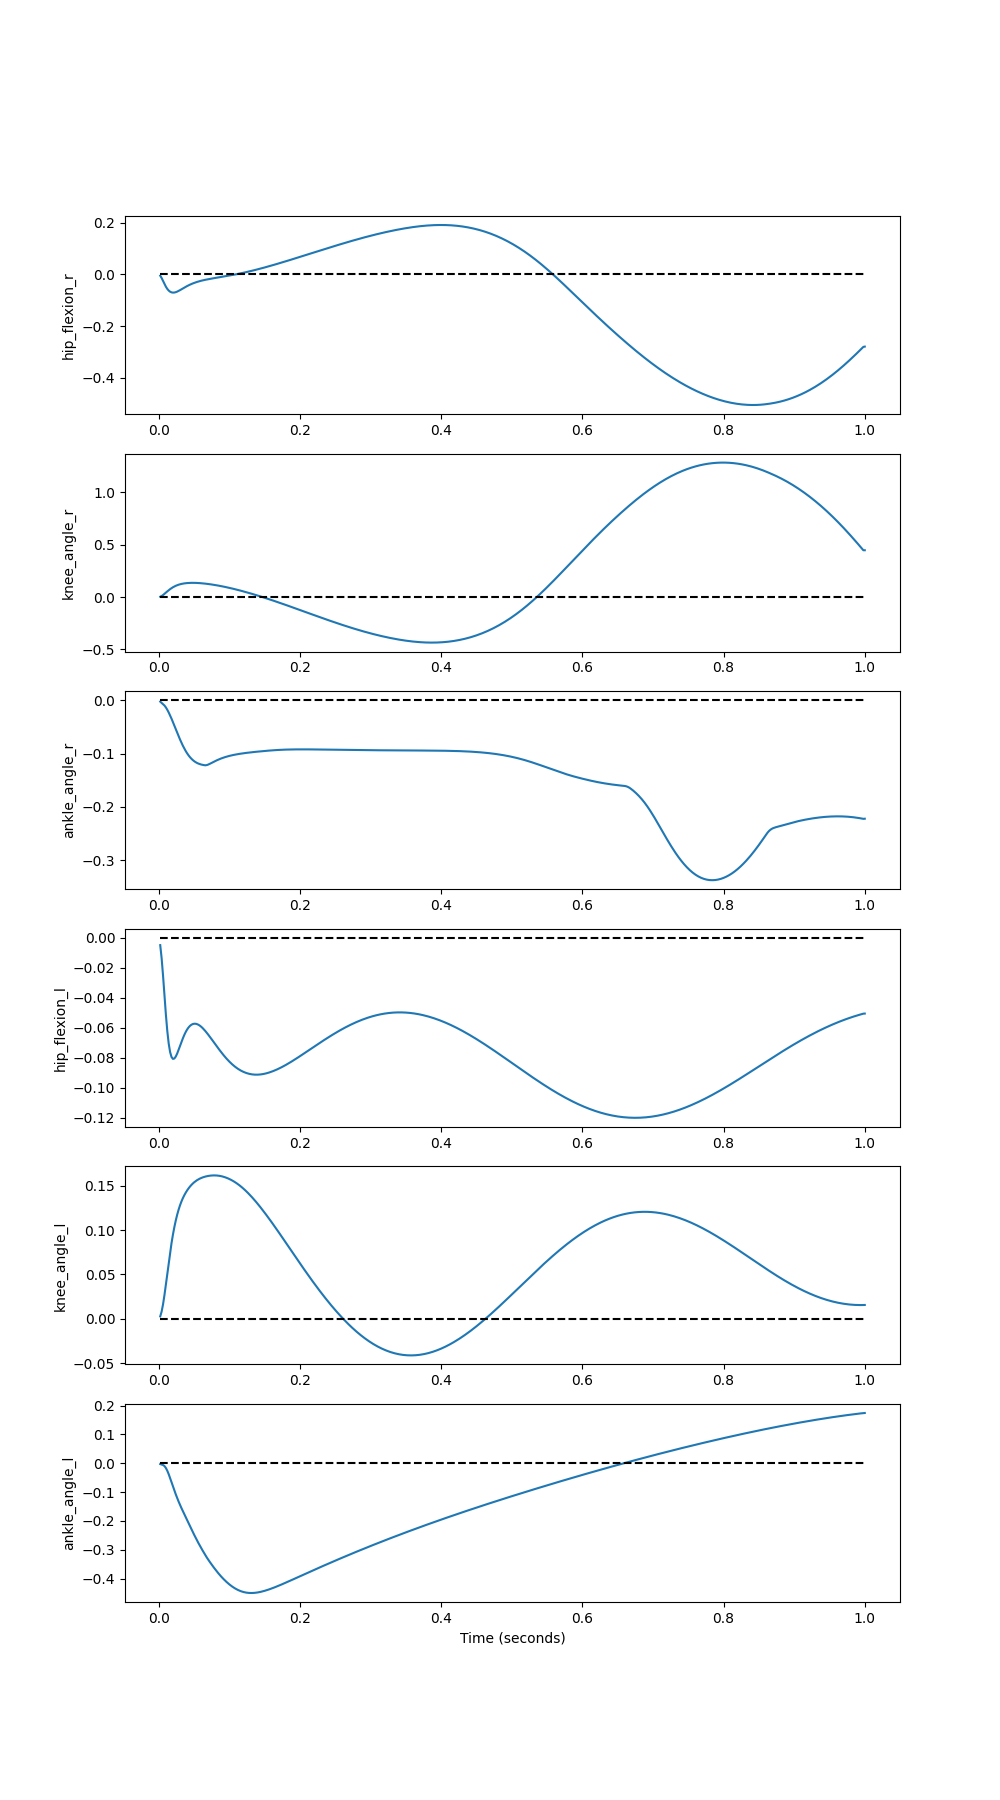 hip_flexion_r
0.2
0.0
−0.2
−0.4
0.0 0.2 0.4 0.6 0.8 1.0
knee_angle_r
1.0
0.5
0.0
−0.5
0.0 0.2 0.4 0.6 0.8 1.0
ankle_angle_r
0.0
−0.1
−0.2
−0.3
0.0 0.2 0.4 0.6 0.8 1.0
hip_flexion_l
0.00
−0.02
−0.04
−0.06
−0.08
−0.10
−0.12
0.0 0.2 0.4 0.6 0.8 1.0
knee_angle_l
0.15
0.10
0.05
0.00
−0.05
0.0 0.2 0.4 0.6 0.8 1.0
ankle_angle_l
0.2
0.1
0.0
−0.1
−0.2
−0.3
−0.4
0.0 0.2 0.4 0.6 0.8 1.0
Time (seconds)